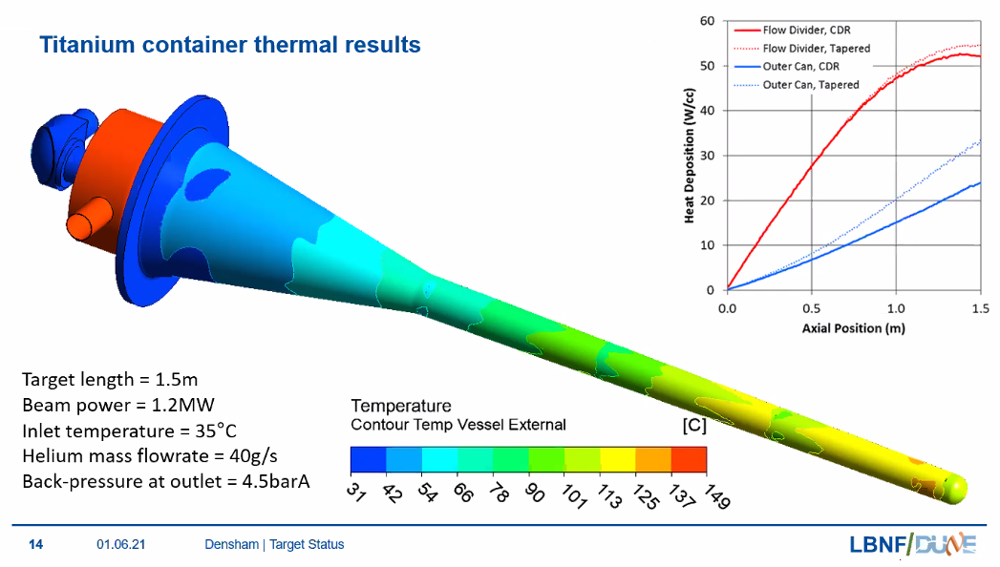 Titanium container thermal results
60
50
40
30
20
10
0
Heat Deposition (W/cc)
Flow Divider, CDR
Flow Divider, Tapered
Outer Can, CDR
Outer Can, Tapered
0.0 0.5 1.0 1.5
Axial Position (m)
Target length = 1.5m
Beam power = 1.2MW
Inlet temperature = 35°C
Helium mass flowrate = 40g/s
Back-pressure at outlet = 4.5barA
Temperature
Contour Temp Vessel External [C]
31 42 54 66 78 90 101 113 125 137 149
14 01.06.21 Densham | Target Status
LBNF/DUNE